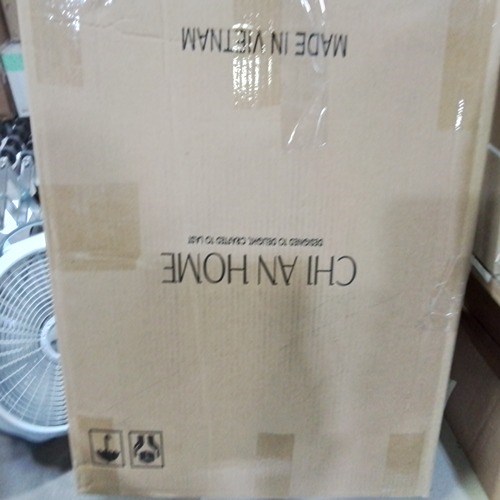 CHI AN HOME
DESIGNED TO DELIGHT, CRAFTED TO LAST
MADE IN VIETNAM